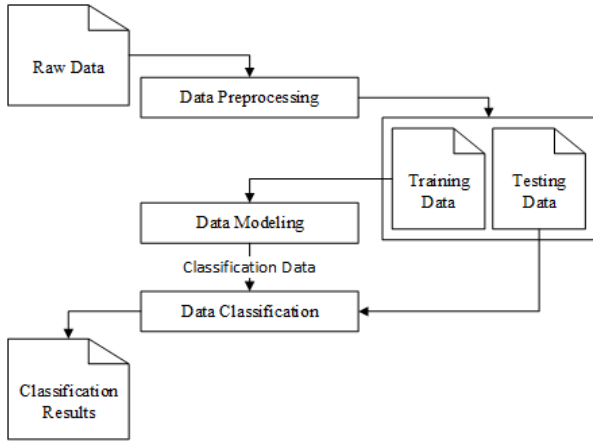 Raw Data
Data Preprocessing
Training
Data
Testing
Data
Data Modeling
Classification Data
Data Classification
Classification
Results